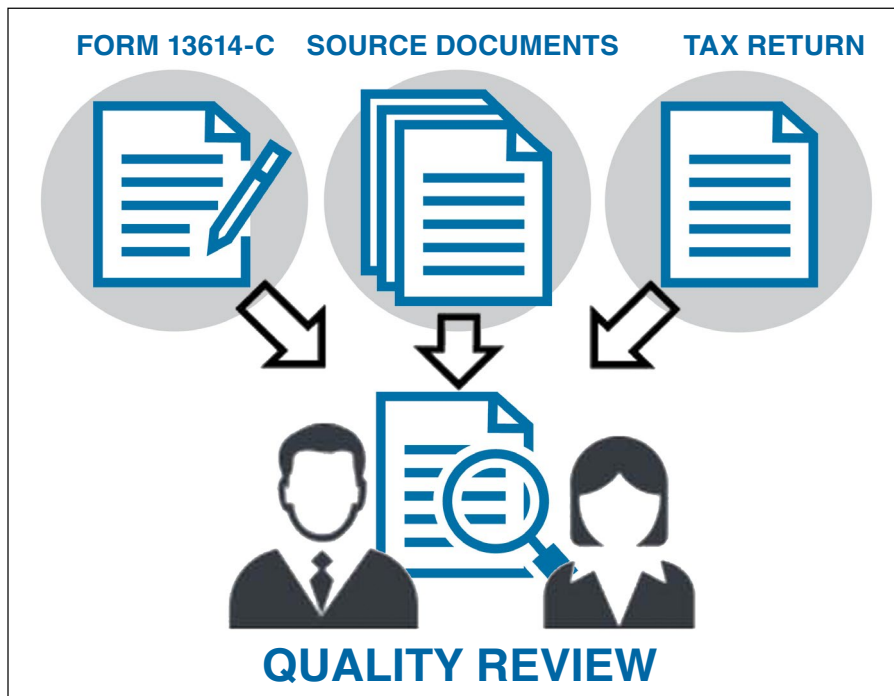 FORM 13614-C
SOURCE DOCUMENTS
TAX RETURN
QUALITY REVIEW